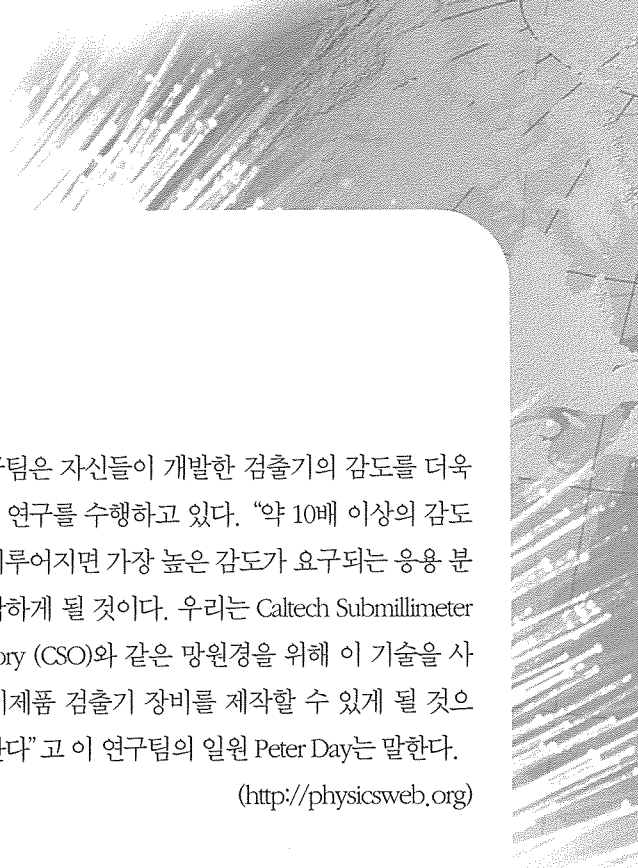 구팀은 자신들이 개발한 검출기의 감도를 더욱
연구를 수행하고 있다. “약 10배 이상의 감도
이루어지면 가장 높은 감도가 요구되는 응용 분
하게 될 것이다. 우리는 Caltech Submillimeter
ory (CSO)와 같은 망원경을 위해 이 기술을 사
제품 검출기 장비를 제작할 수 있게 될 것으
한다”고 이 연구팀의 일원 Peter Day는 말한다.
(http://physicsweb.org)